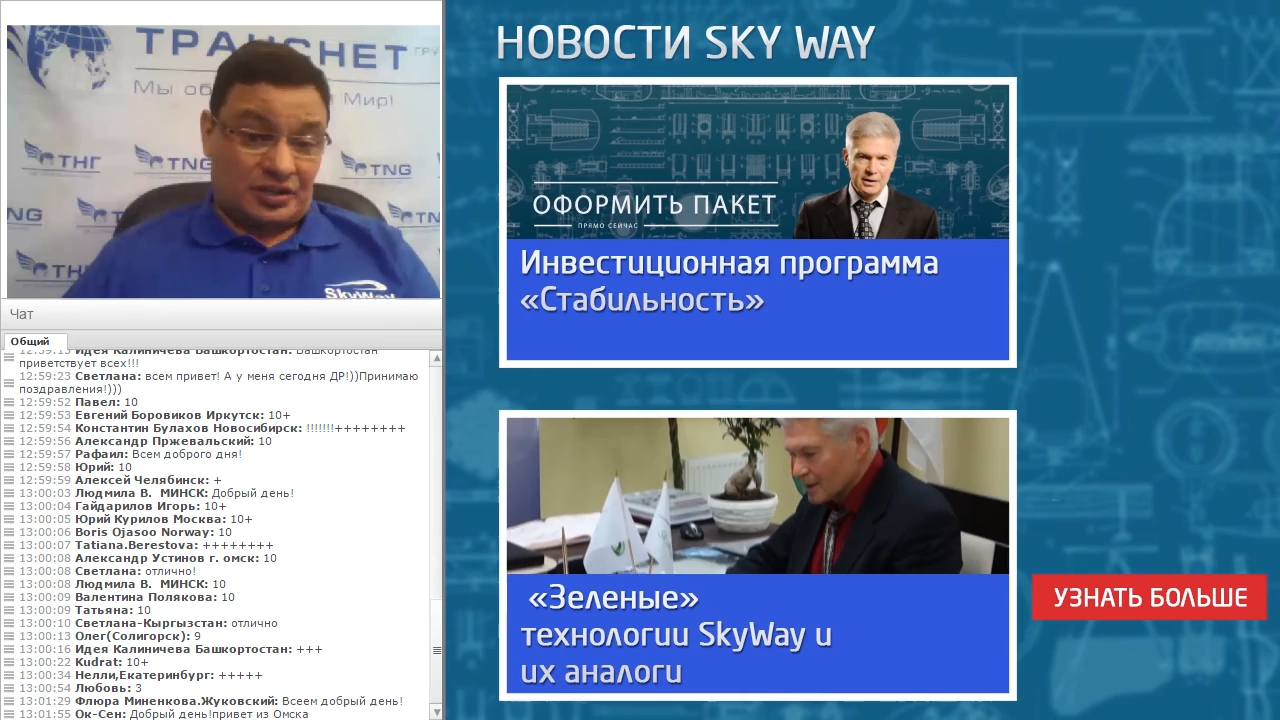 ТРАНСНЕТ
Мир!
ТНГ
TNG
TNG
TNG
TNG
ТНГ
ТНГ
SkyWay
Чат
Общий
12:59:13 Идея Калиничева Башкортостан: Башкортостан
приветствует всех!!!
12:59:23 Светлана: всем привет! А у меня сегодня ДР!))Принимаю
поздравления!)))
12:59:52 Павел: 10
12:59:53 Евгений Боровиков Иркутск: 10+
12:59:54 Константин Булахов Новосибирск: !!!!!!!++++++++
12:59:56 Александр Пржевальский: 10
12:59:57 Рафаил: Всем доброго дня!
12:59:58 Юрий: 10
12:59:59 Алексей Челябинск: +
13:00:03 Людмила В. МИНСК: Добрый день!
13:00:04 Гайдарилов Игорь: 10+
13:00:05 Юрий Курилов Москва: 10+
13:00:06 Boris Ojasoo Norway: 10
13:00:07 Tatiana.Berestova: ++++++++
13:00:08 Александр Устинов г. омск: 10
13:00:08 Светлана: отлично!
13:00:08 Людмила В. МИНСК: 10
13:00:09 Валентина Полякова: 10
13:00:09 Татьяна: 10
13:00:10 Светлана-Кыргызстан: отлично
13:00:13 Олег(Солигорск): 9
13:00:16 Идея Калиничева Башкортостан: +++
13:00:22 Kudrat: 10+
13:00:34 Нелли,Екатеринбург: +++++
13:00:54 Любовь: 3
13:01:29 Флюра Миненкова.Жуковский: Всеем добрый день!
13:01:55 Ок-Сен: Добрый день!привет из Омска
НОВОСТИ SKY WAY
ОФОРМИТЬ ПАКЕТ
ПРЯМО СЕЙЧАС
Инвестиционная программа
«Стабильность»
«Зеленые»
технологии SkyWay и
их аналоги
УЗНАТЬ БОЛЬШЕ